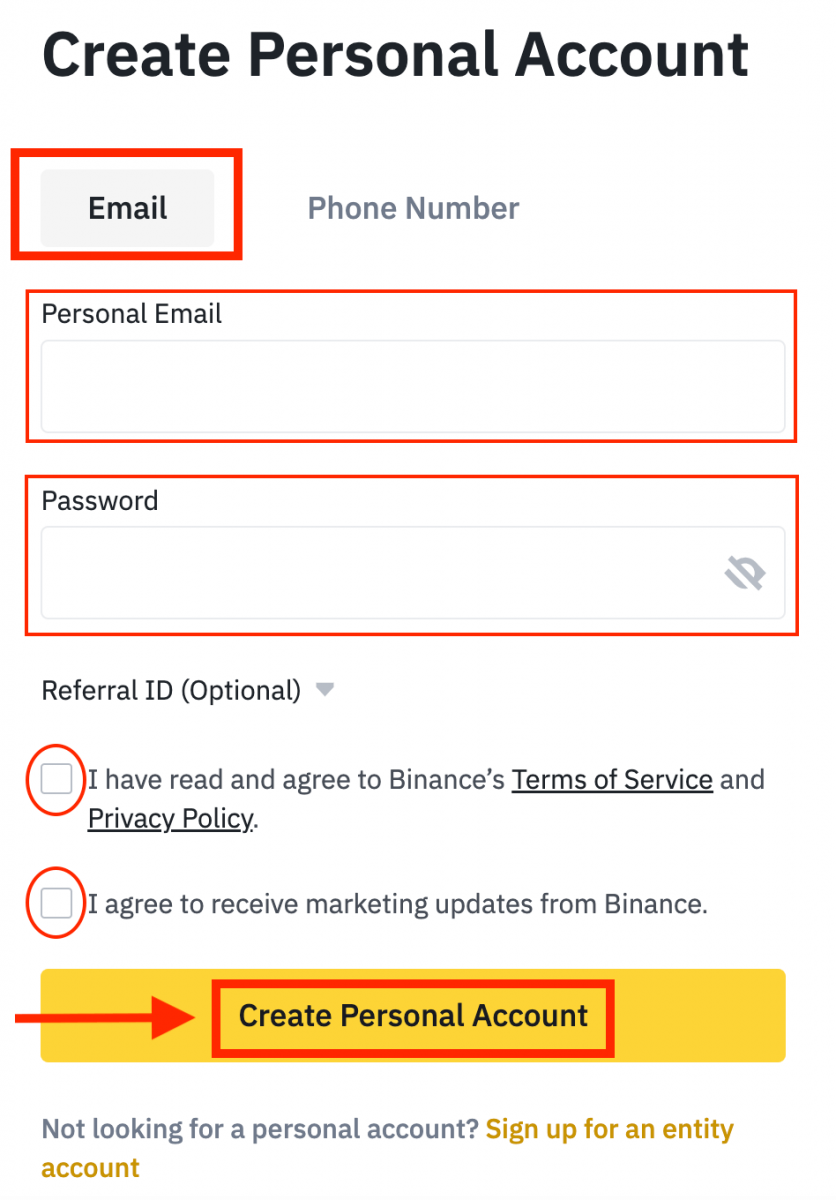 Create Personal Account
Email
Phone Number
Personal Email
Password
Referral ID (Optional)
I have read and agree to Binance’s Terms of Service and
Privacy Policy.
I agree to receive marketing updates from Binance.
Create Personal Account
Not looking for a personal account? Sign up for an entity
account